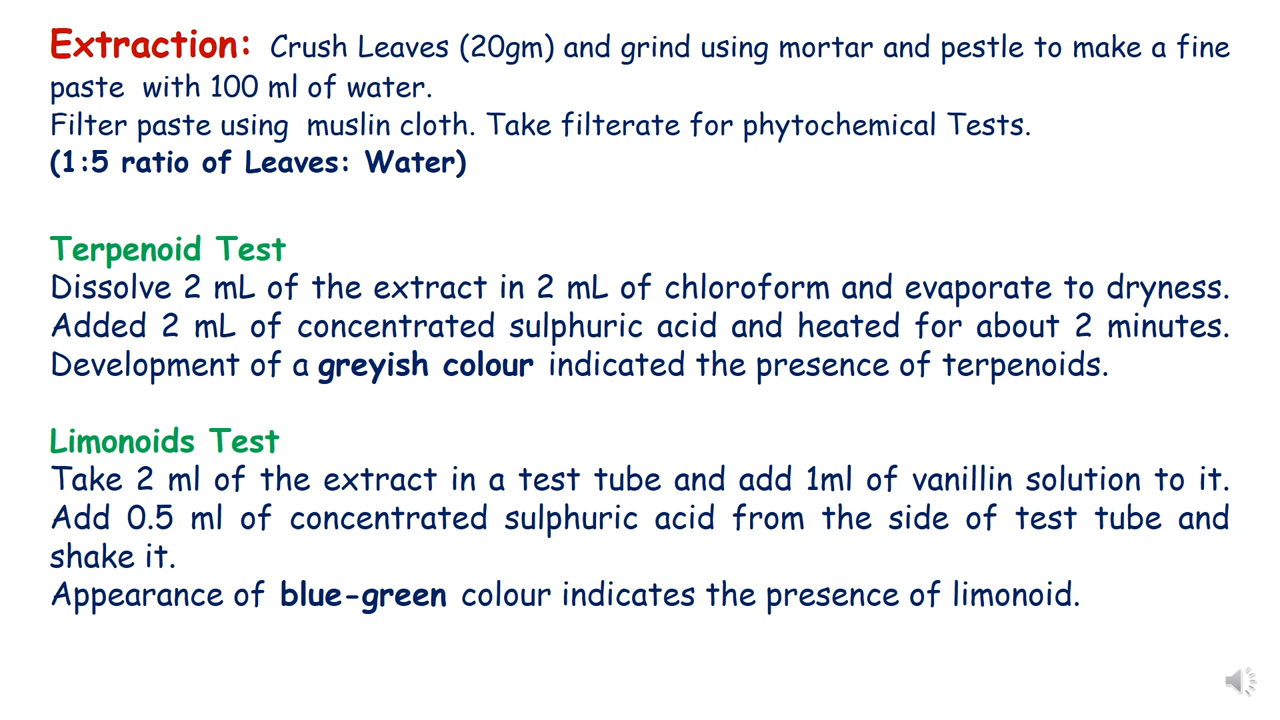 Extraction: Crush Leaves (20gm) and grind using mortar and pestle to make a fine
paste with 100 ml of water.
Filter paste using muslin cloth. Take filterate for phytochemical Tests.
(1:5 ratio of Leaves: Water)
Terpenoid Test
Dissolve 2 mL of the extract in 2 mL of chloroform and evaporate to dryness.
Added 2 mL of concentrated sulphuric acid and heated for about 2 minutes.
Development of a greyish colour indicated the presence of terpenoids.
Limonoids Test
Take 2 ml of the extract in a test tube and add 1ml of vanillin solution to it.
Add 0.5 ml of concentrated sulphuric acid from the side of test tube and
shake it.
Appearance of blue-green colour indicates the presence of limonoid.